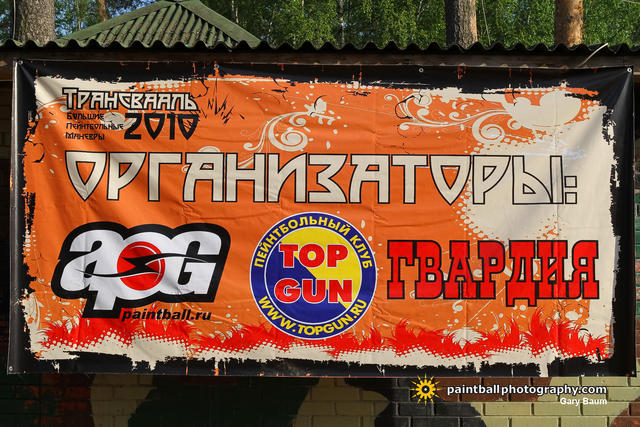 ТРАНСВААЛЬ
БОЛЬШИЕ
ПЕЙНТБОЛЬНЫЕ
МАНЕВРЫ
2010
ОРГАНИЗАТОРЫ:
apg
paintball.ru
ПЕЙНТБОЛЬНЫЙ КЛУБ
TOP
GUN
WWW.TOPGUN.RU
ГВАРДИЯ
paintballphotography.com
Gary Baum